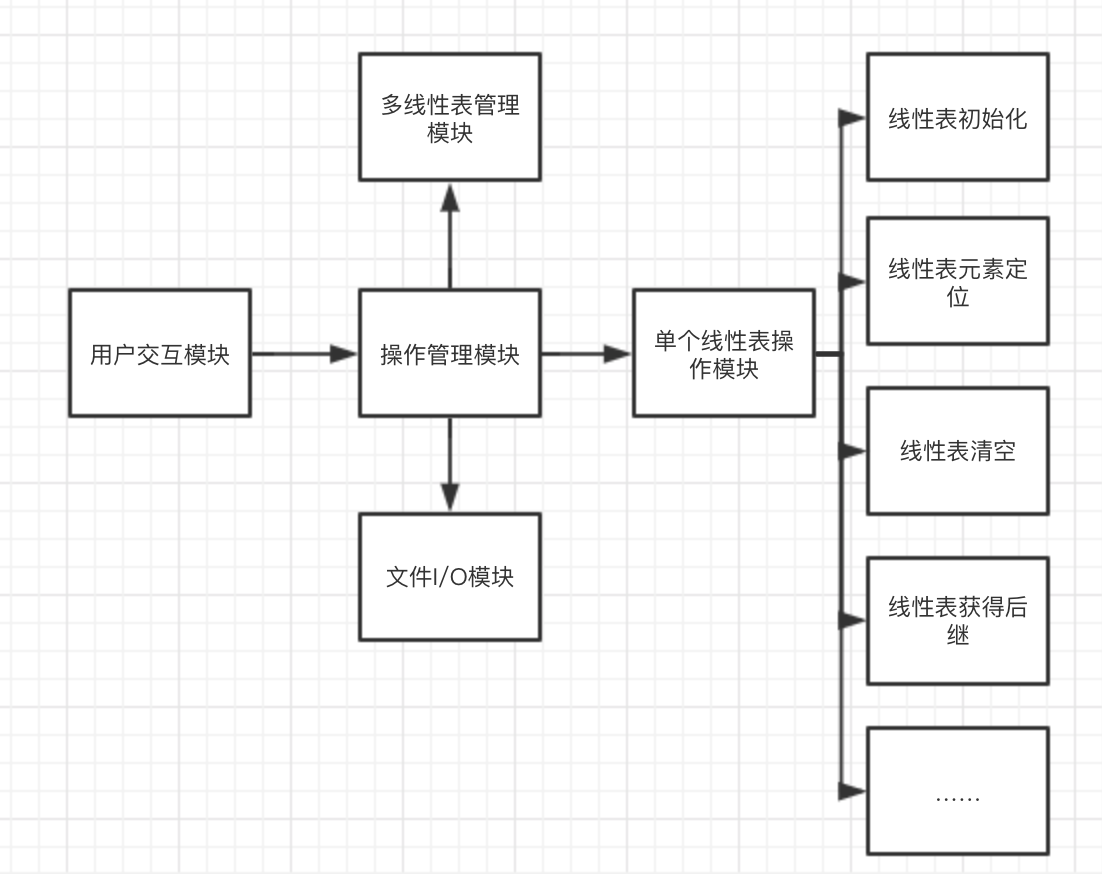 多线性表管理
模块
线性表初始化
线性表元素定
位
用户交互模块
操作管理模块
单个线性表操
作模块
线性表清空
文件I/O模块
线性表获得后
继
……